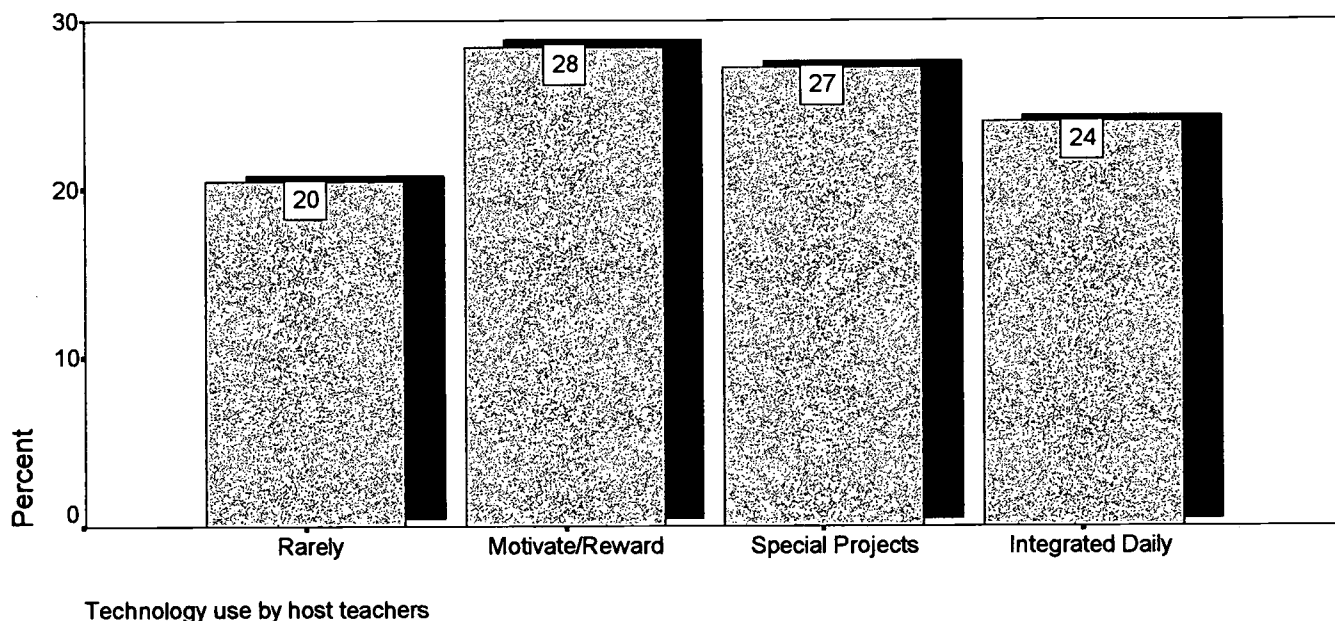 30
28
27
24
20
20
10
Percent
0
Rarely Motivate/Reward Special Projects Integrated Daily
Technology use by host teachers